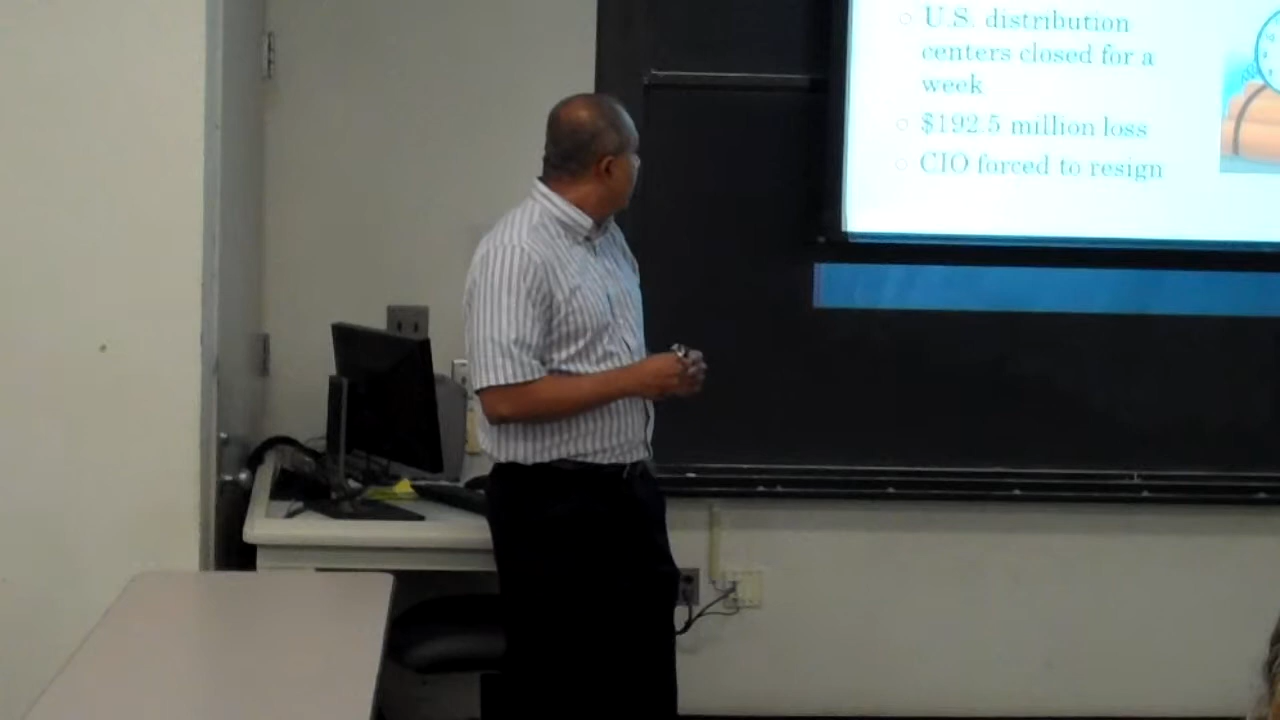 U.S. distribution
centers closed for a
week
$192.5 million loss
CIO forced to resign